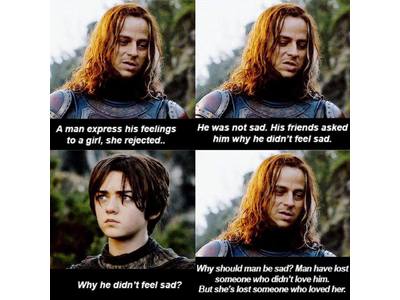 A man express his feelings
to a girl, she rejected..
He was not sad. His friends asked
him why he didn't feel sad.
Why he didn't feel sad?
Why should man be sad? Man have lost
someone who didn't love him.
But she's lost someone who loved her.